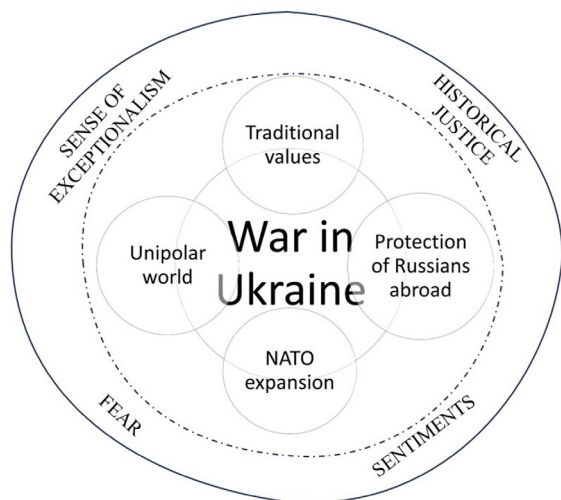 SENSE OF
EXCEPTIONALISM
HISTORICAL
JUSTICE
Traditional
values
Unipolar
world
War in
Ukraine
Protection
of Russians
abroad
NATO
expansion
FEAR
SENTIMENTS